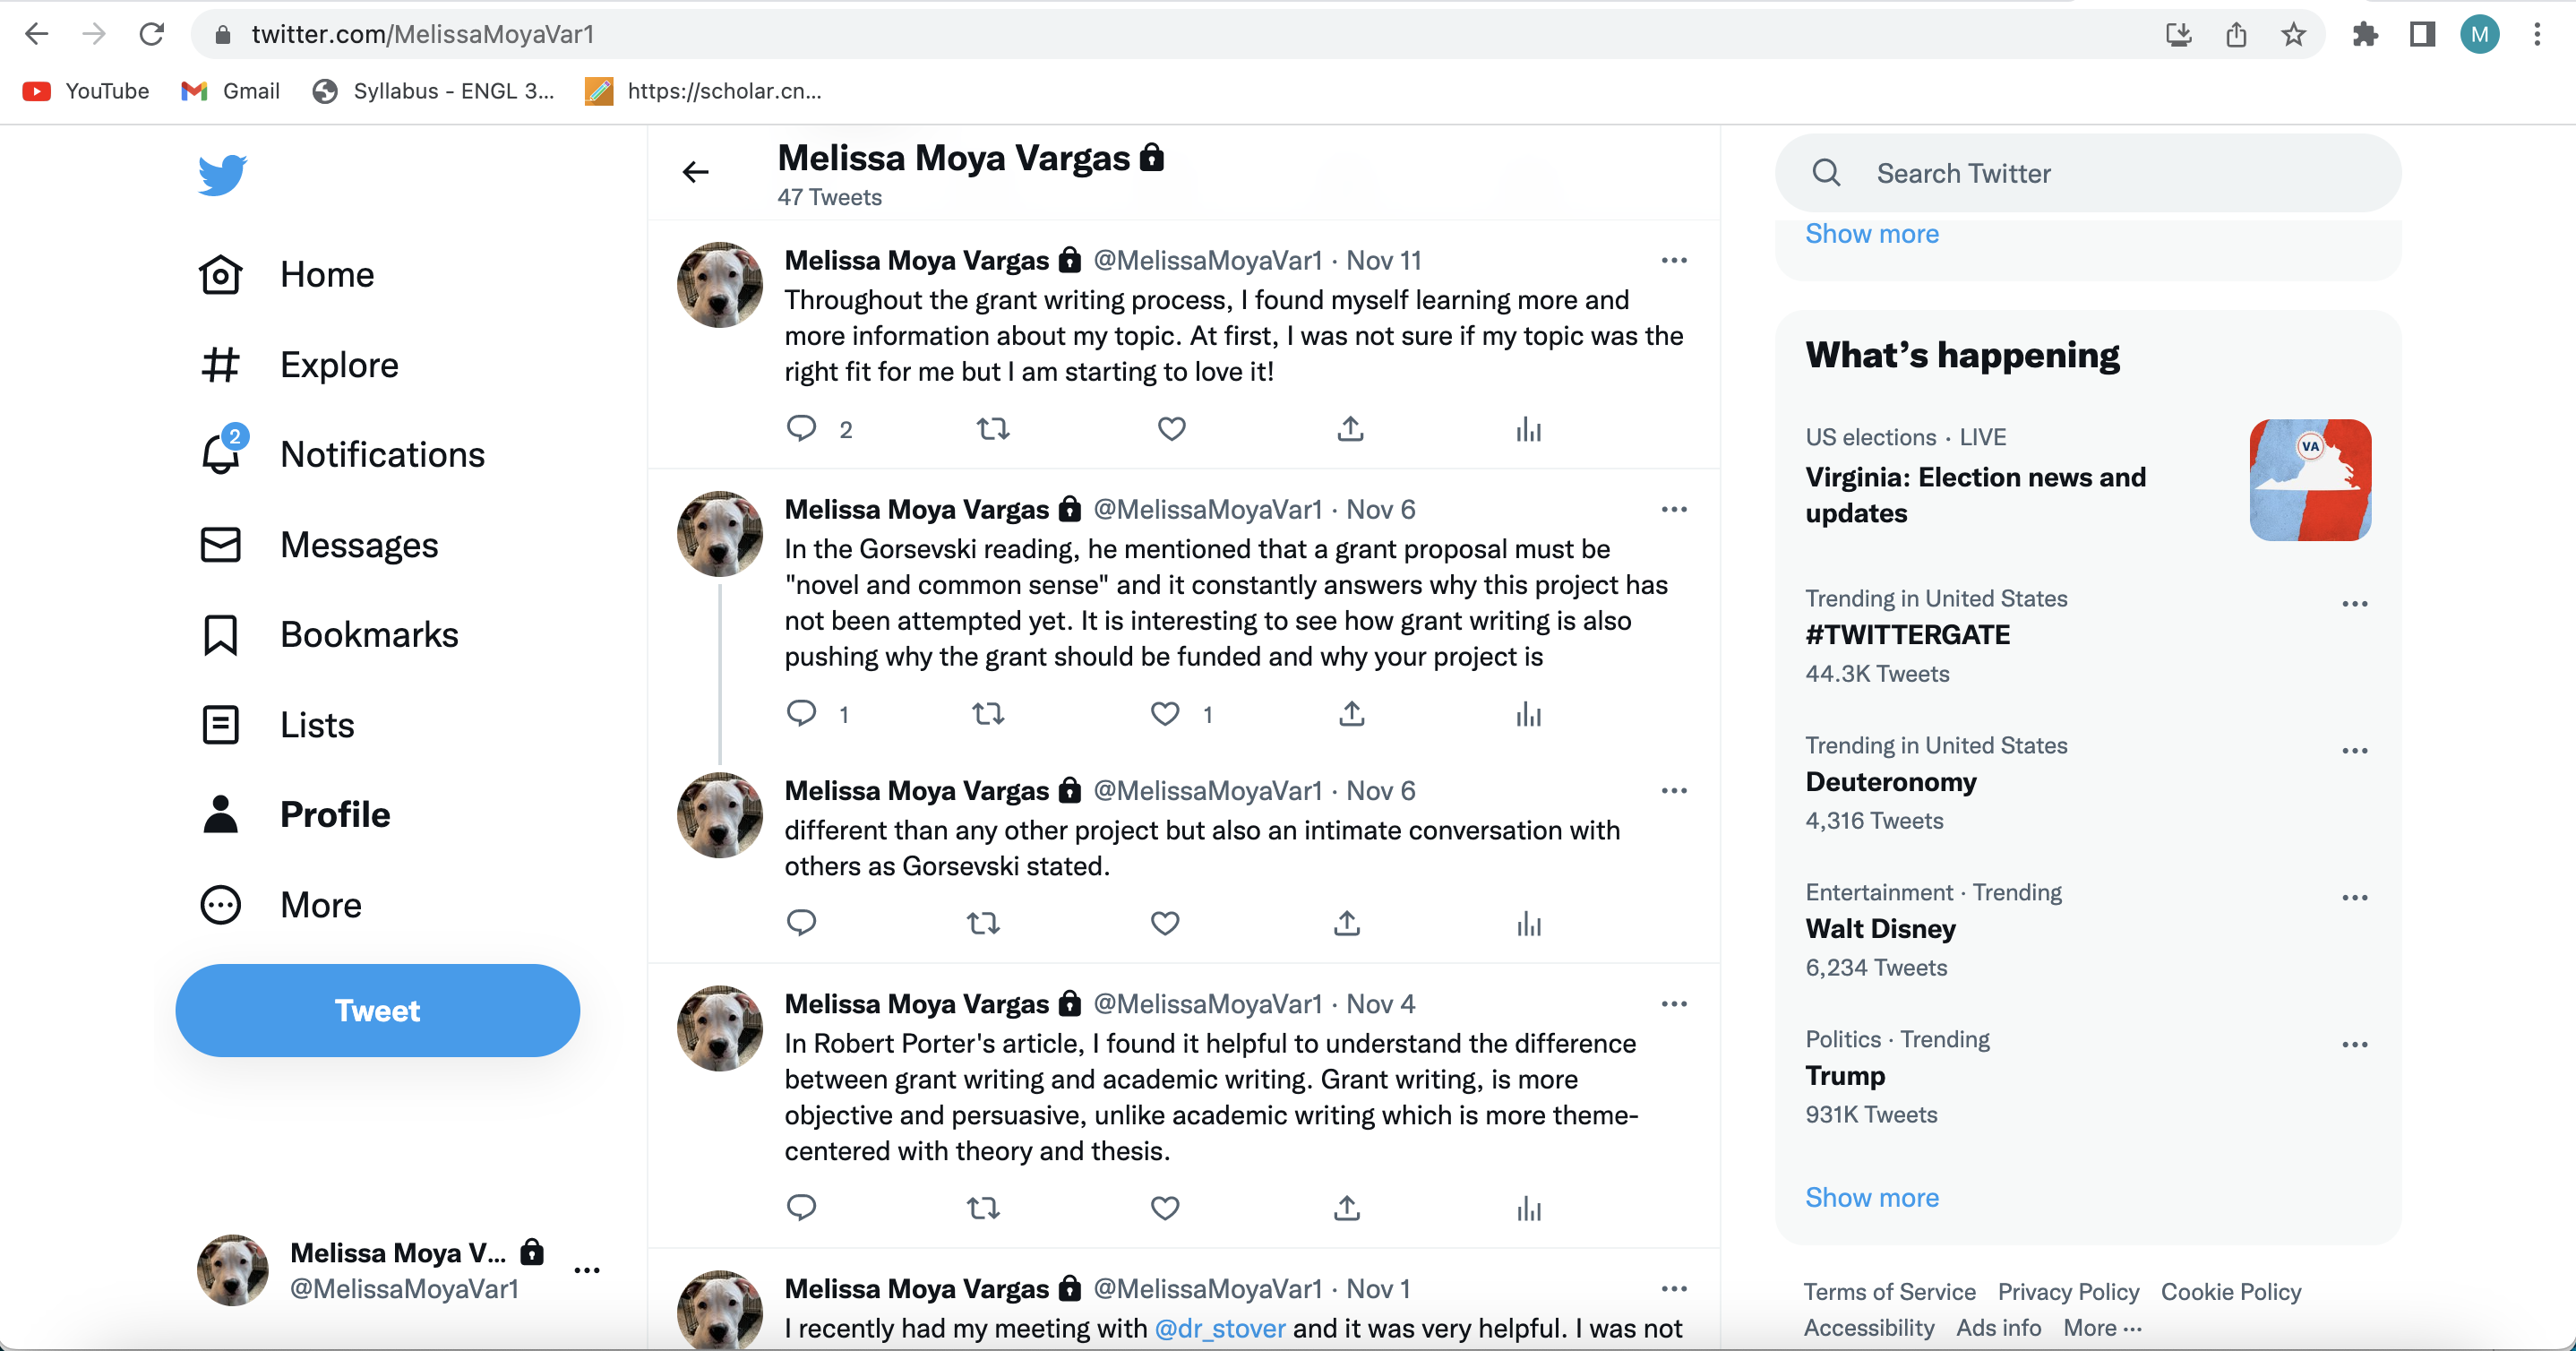 twitter.com/MelissaMoyaVar1
M
YouTube
Gmail
Syllabus - ENGL 3...
https://scholar.cn...
Home
Explore
2
Notifications
Messages
Bookmarks
Lists
Profile
More
Tweet
Melissa Moya V...
@MelissaMoyaVar1
Melissa Moya Vargas
47 Tweets
Melissa Moya Vargas @MelissaMoyaVar1 · Nov 11
Throughout the grant writing process, I found myself learning more and
more information about my topic. At first, I was not sure if my topic was the
right fit for me but I am starting to love it!
2
Melissa Moya Vargas @MelissaMoyaVar1 · Nov 6
In the Gorsevski reading, he mentioned that a grant proposal must be
"novel and common sense" and it constantly answers why this project has
not been attempted yet. It is interesting to see how grant writing is also
pushing why the grant should be funded and why your project is
1 1
Melissa Moya Vargas @MelissaMoyaVar1 · Nov 6
different than any other project but also an intimate conversation with
others as Gorsevski stated.
Melissa Moya Vargas @MelissaMoyaVar1 · Nov 4
In Robert Porter's article, I found it helpful to understand the difference
between grant writing and academic writing. Grant writing, is more
objective and persuasive, unlike academic writing which is more theme-
centered with theory and thesis.
Melissa Moya Vargas @MelissaMoyaVar1 · Nov 1
I recently had my meeting with @dr_stover and it was very helpful. I was not
Search Twitter
Show more
What's happening
US elections · LIVE
Virginia: Election news and
updates
VA
Trending in United States
#TWITTERGATE
44.3K Tweets
Trending in United States
Deuteronomy
4,316 Tweets
Entertainment · Trending
Walt Disney
6,234 Tweets
Politics · Trending
Trump
931K Tweets
Show more
Terms of Service Privacy Policy Cookie Policy
Accessibility Ads info More ...